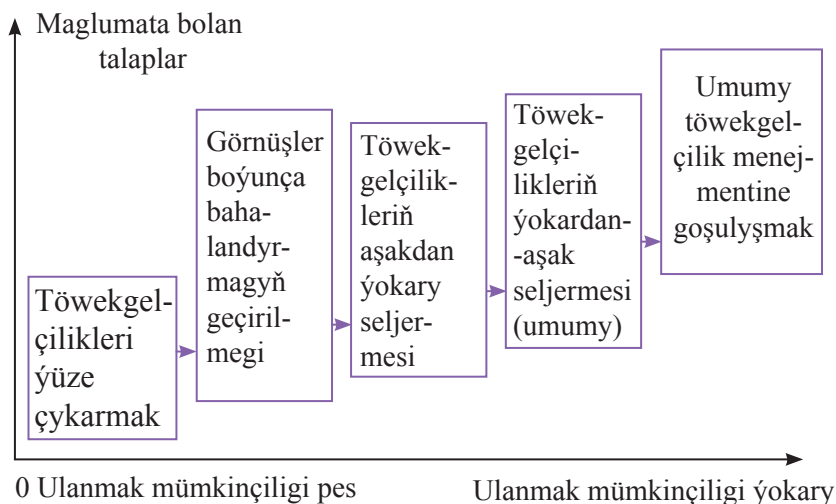 Maglumata bolan
talaplar
Töwekgel-
çilikleri
ýüze
çykarmak
Görnüşler
boýunça
baha-
landyr-
magyň
geçiril-
megi
Töwek-
gelçilik-
leriň
aşakdan
ýokary
seljer-
mesi
Töwek-
gelçi-
likleriň
ýokardan-
-aşak
seljermesi
(umumy)
Umumy
töwekgel-
çilik menej-
mentine
goşulyşmak
0 Ulanmak mümkinçiligi pes
Ulanmak mümkinçiligi ýokary